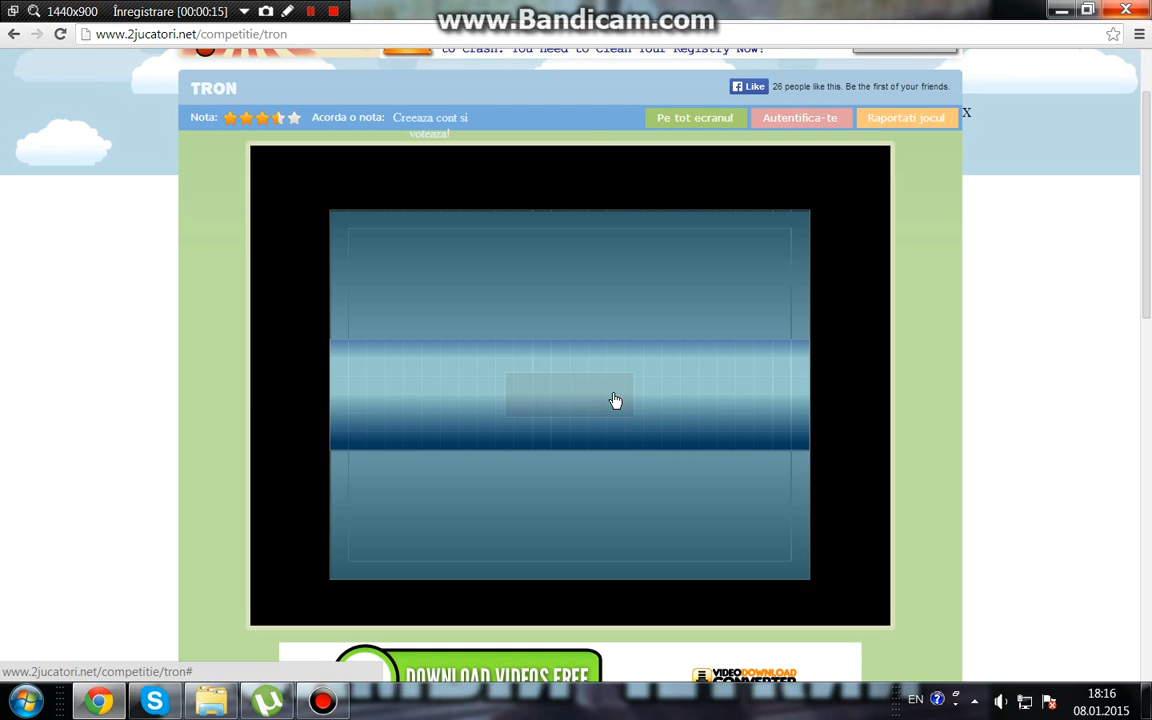 1440x900 Înregistrare [00:00:15]
www.Bandicam.com
www.2jucatori.net/competitie/tron
to Crash. You need to Clean Your Registry Now!
TRON
Like 26 people like this. Be the first of your friends.
Nota: Acorda o nota: Creeaza cont si voteaza!
Pe tot ecranul Autentifica-te Raportati jocul x
DOWNLOAD VIDEOS FREE
VIDEODOWNLOAD
CONVERTER
www.2jucatori.net/competitie/tron#
EN
18:16
08.01.2015